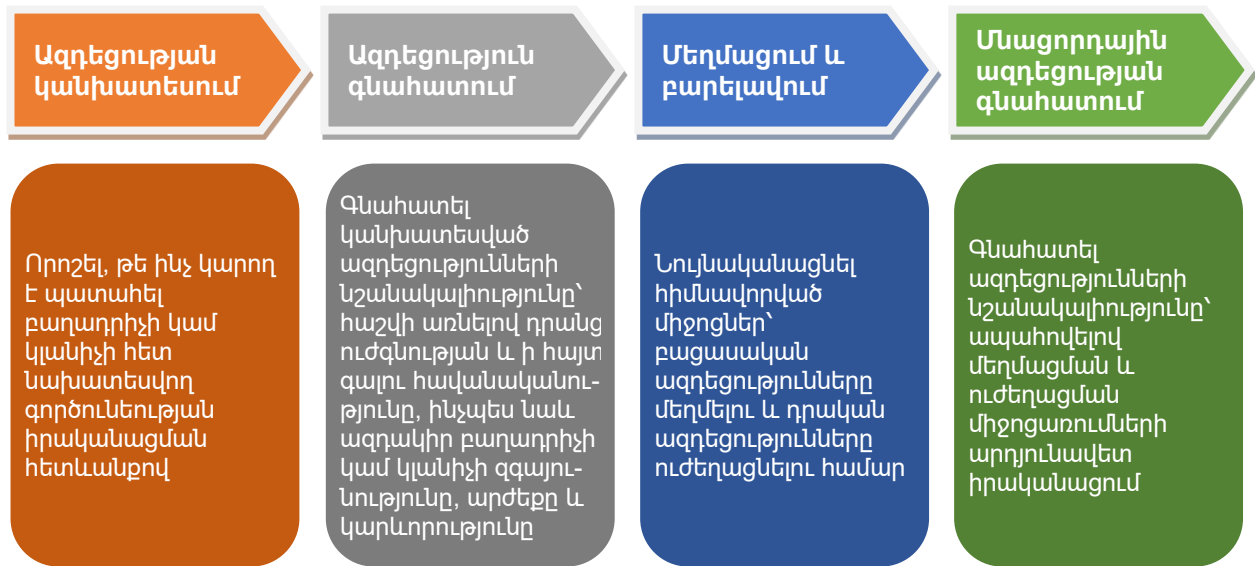 Ազդեցության
կանխատեսում
Ազդեցություն
գնահատում
Մեղմացում և
բարելավում
Մնացորդային
ազդեցության
գնահատում
Որոշել, թե ինչ կարող
է պատահել
բաղադրիչի կամ
կլանիչի հետ
նախատեսվող
գործունեության
իրականացման
հետևանքով
Գնահատել
կանխատեսված
ազդեցությունների
նշանակալիությունը՝
հաշվի առնելով դրանց
ուժգնության և ի հայտ
գալու հավանականու-
թյունը, ինչպես նաև
ազդակիր բաղադրիչի
կամ կլանիչի զգայու-
նությունը, արժեքը և
կարևորությունը
Նույնականացնել
հիմնավորված
միջոցներ՝
բացասական
ազդեցությունները
մեղմելու և դրական
ազդեցությունները
ուժեղացնելու համար
Գնահատել
ազդեցությունների
նշանակալիությունը՝
ապահովելով
մեղմացման և
ուժեղացման
միջոցառումների
արդյունավետ
իրականացում